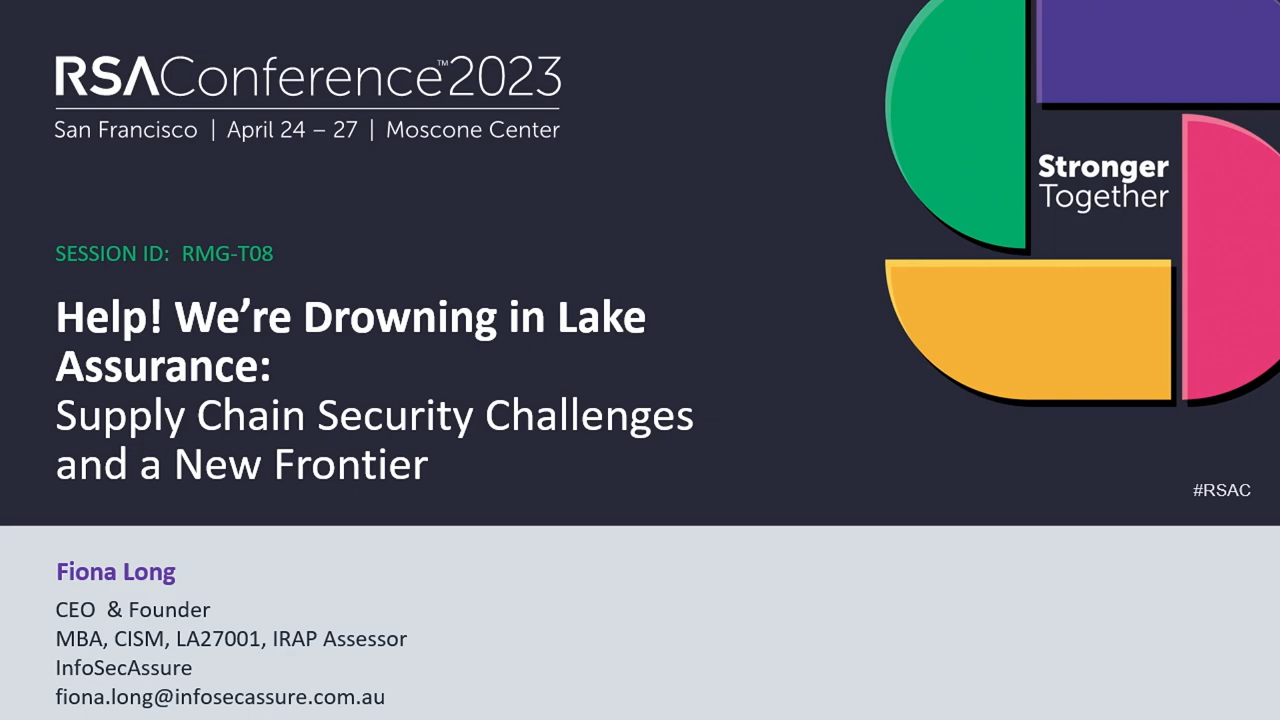 RSAConference™2023
San Francisco | April 24 – 27 | Moscone Center
Stronger
Together
SESSION ID:  RMG-T08
Help! We’re Drowning in Lake
Assurance:
Supply Chain Security Challenges
and a New Frontier
#RSAC
Fiona Long
CEO  & Founder
MBA, CISM, LA27001, IRAP Assessor
InfoSecAssure
fiona.long@infosecassure.com.au